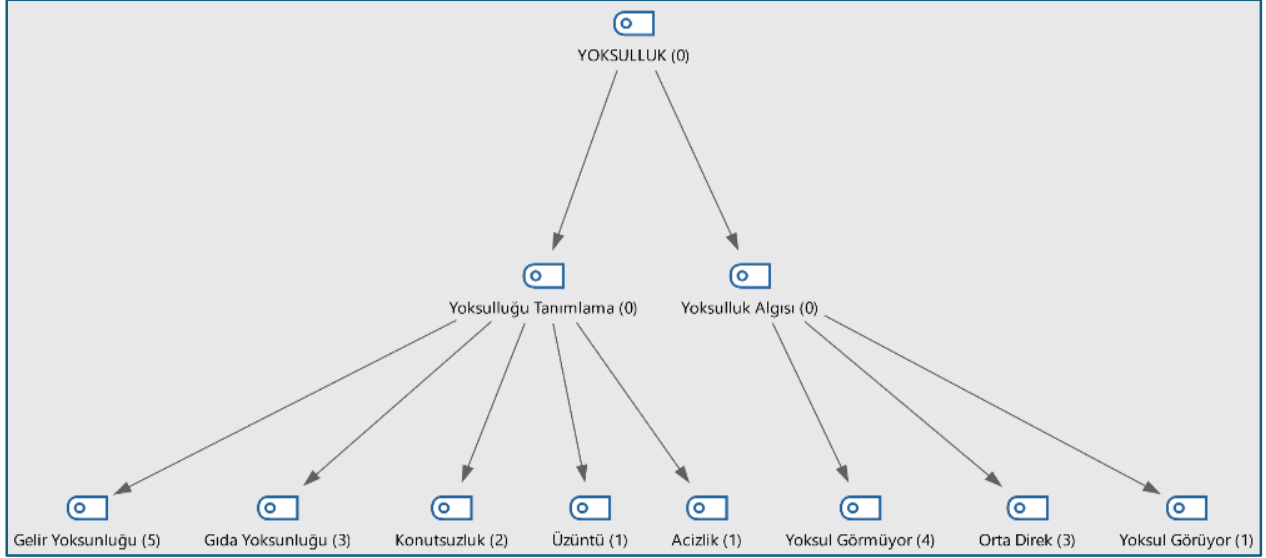 YOKSULLUK (0)
Yoksulluğu Tanımlama (0) Yoksulluk Algısı (0)
Gelir Yoksunluğu (5) Gıda Yoksunluğu (3) Konutsuzluk (2) Üzüntü (1) Acizlik (1) Yoksul Görmüyor (4) Orta Direk (3) Yoksul Görüyor (1)